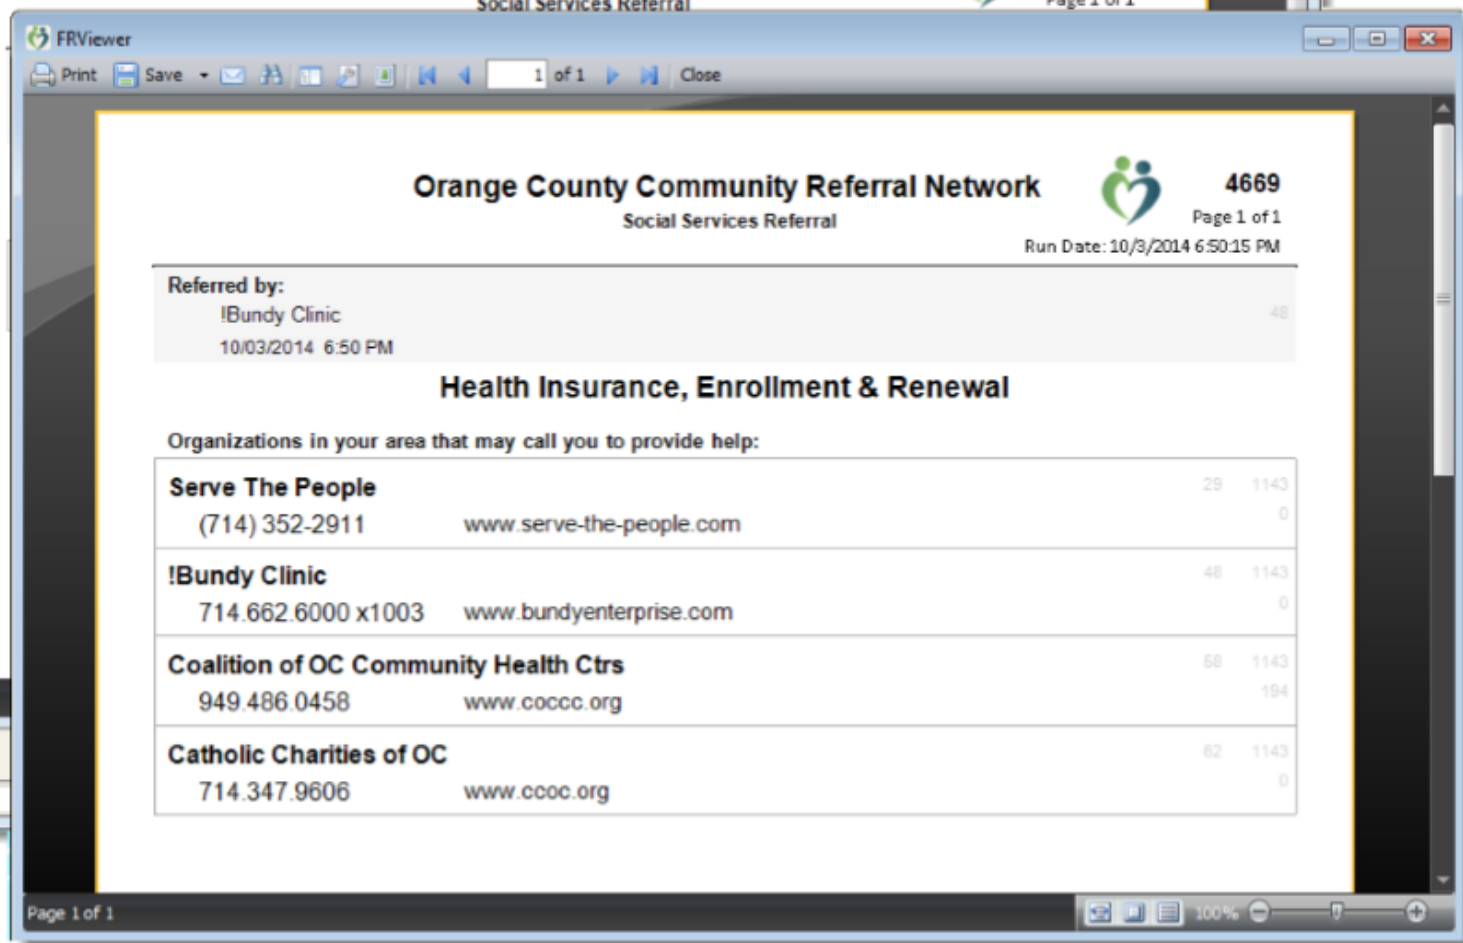 Social Services Referral
Page 1 of 1
FRViewer
Print Save 1 of 1 Close
Orange County Community Referral Network
4669
Social Services Referral
Page 1 of 1
Run Date: 10/3/2014 6:50:15 PM
Referred by:
!Bundy Clinic
48
10/03/2014 6:50 PM
Health Insurance, Enrollment & Renewal
Organizations in your area that may call you to provide help:
Serve The People
29 1143
(714) 352-2911 www.serve-the-people.com
0
!Bundy Clinic
48 1143
714.662.6000 x1003 www.bundyenterprise.com
0
Coalition of OC Community Health Ctrs
58 1143
949.486.0458 www.coccc.org
194
Catholic Charities of OC
62 1143
714.347.9606 www.ccoc.org
0
Page 1 of 1
100%